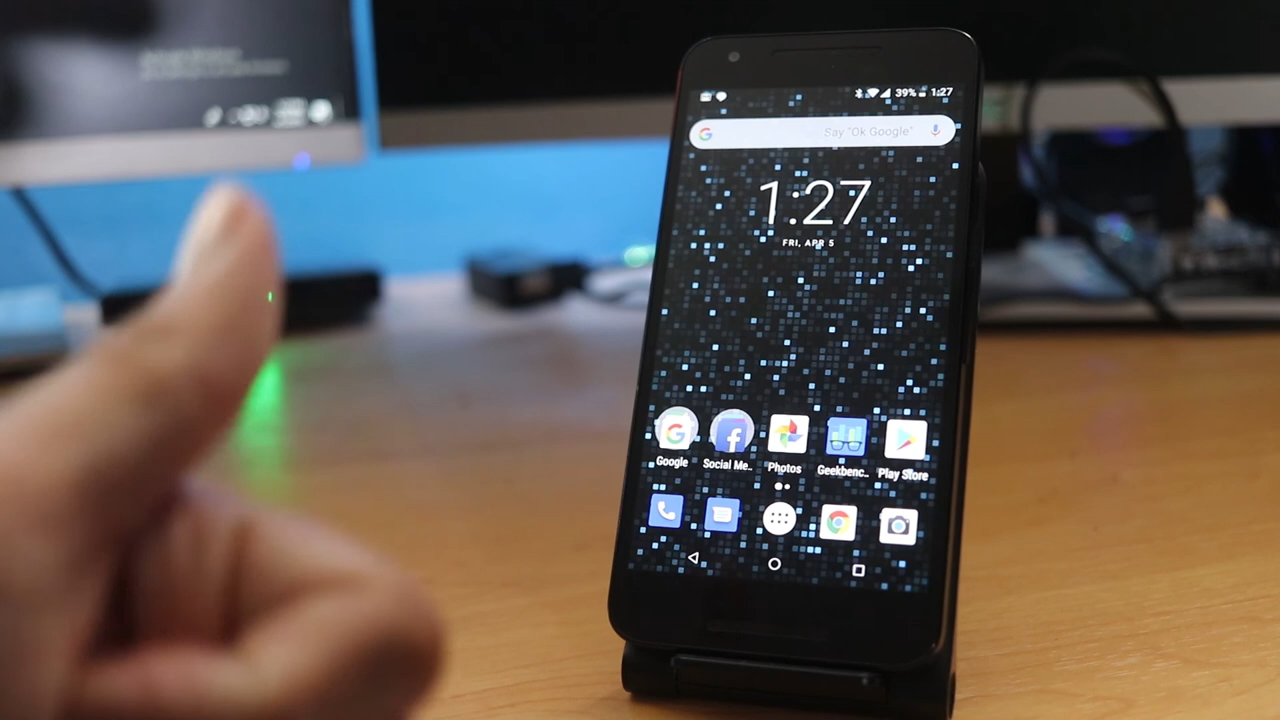 39% 1:27
Say "Ok Google"
1:27
FRI, APR 5
Google Social Me.. Photos Geekbenc.. Play Store